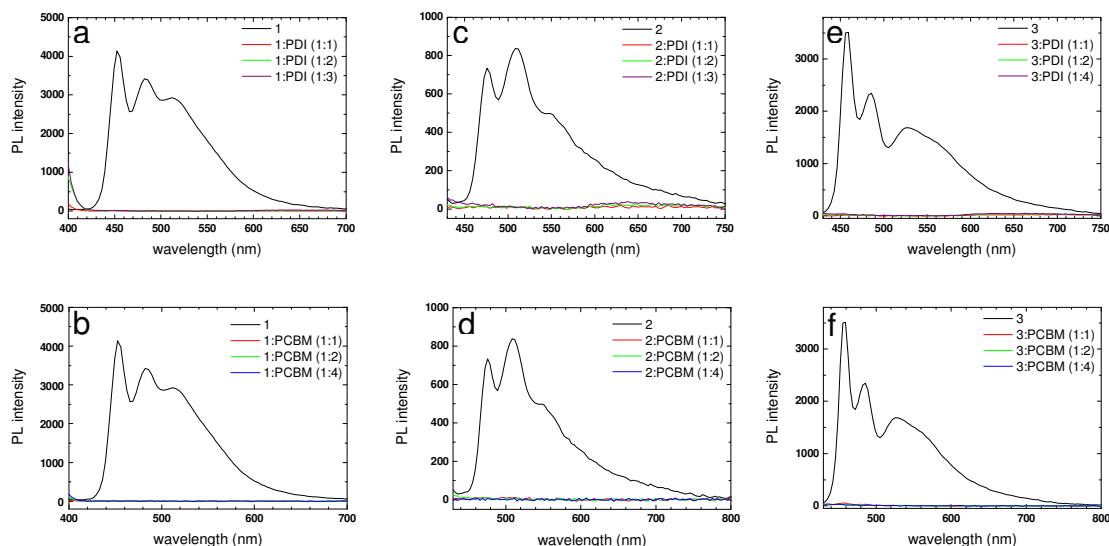 a
1
1:PDI (1:1)
1:PDI (1:2)
1:PDI (1:3)
PL intensity
5000
4000
3000
2000
1000
0
400 450 500 550 600 650 700
wavelength (nm)
c
2
2:PDI (1:1)
2:PDI (1:2)
2:PDI (1:3)
PL intensity
1000
800
600
400
200
0
450 500 550 600 650 700 750
wavelength (nm)
e
3
3:PDI (1:1)
3:PDI (1:2)
3:PDI (1:4)
PL intensity
3000
2000
1000
0
450 500 550 600 650 700 750
wavelength (nm)
b
1
1:PCBM (1:1)
1:PCBM (1:2)
1:PCBM (1:4)
PL intensity
5000
4000
3000
2000
1000
0
400 500 600 700
wavelength (nm)
d
2
2:PCBM (1:1)
2:PCBM (1:2)
2:PCBM (1:4)
PL intensity
1000
800
600
400
200
0
500 600 700 800
wavelength (nm)
f
3
3:PCBM (1:1)
3:PCBM (1:2)
3:PCBM (1:4)
PL intensity
3000
2000
1000
0
500 600 700 800
wavelength (nm)